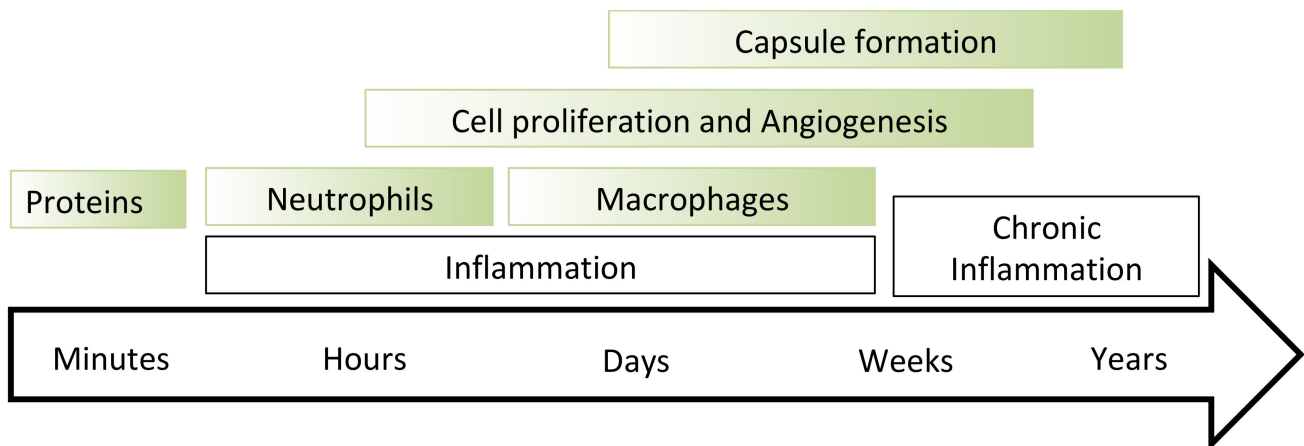 Capsule formation
Cell proliferation and Angiogenesis
Proteins
Neutrophils
Macrophages
Inflammation
Chronic
Inflammation
Minutes
Hours
Days
Weeks
Years